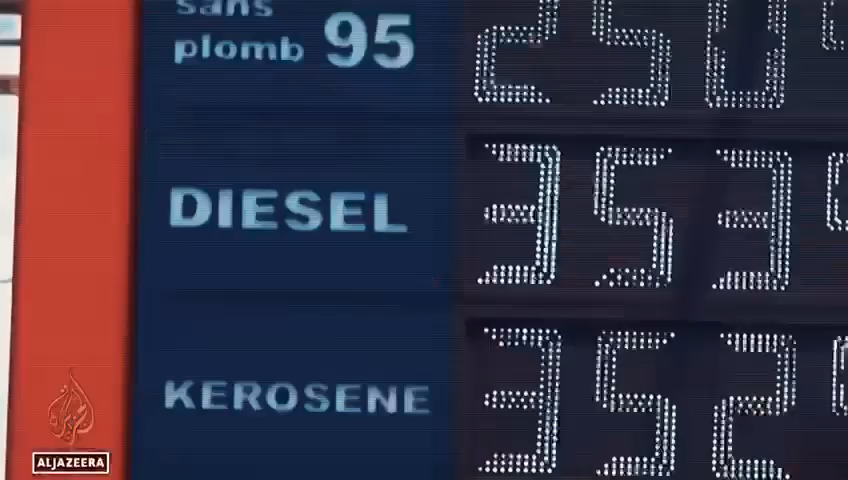 sans
plomb 95
250
DIESEL 353
KEROSENE 352
ALJAZEERA